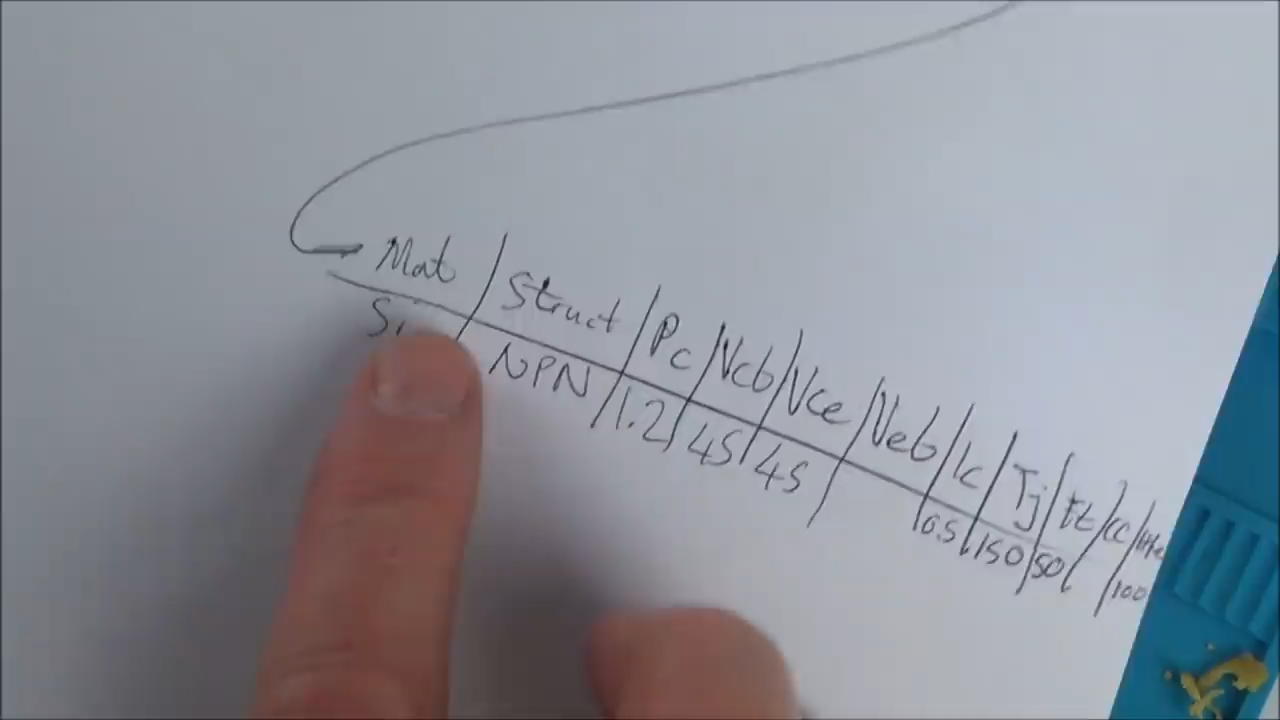 Mat / Struct / Pc / Vcb / Vce / Veb / Ic / Tj / Ft / Cc / Hfe
Si / NPN / 1.2 / 45 / 45 / / 0.5 / 150 / 50 / / 100